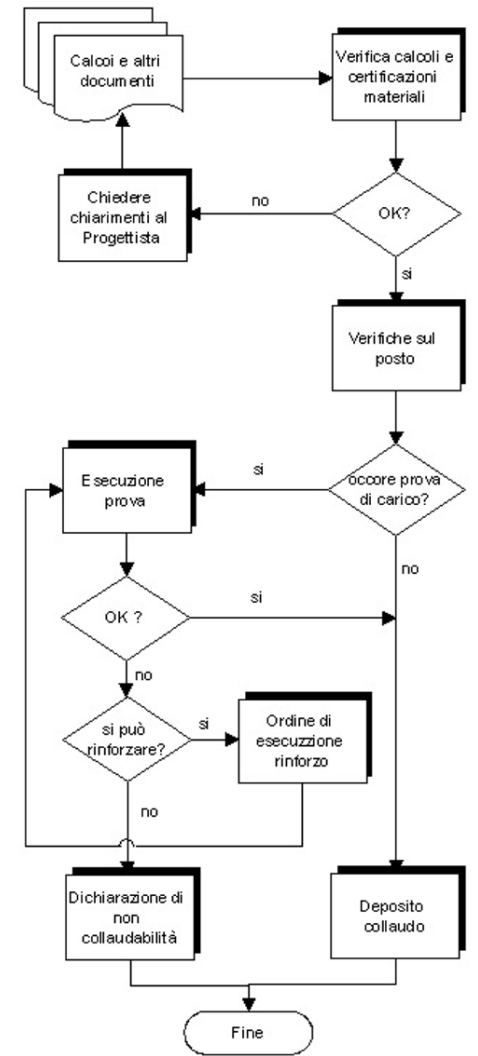 Calcoi e altri
documenti
Verifica calcoli e
certificazioni
materiali
Chiedere
chiarimenti al
Progettista
no
OK?
si
Verifiche sul
posto
Esecuzione
prova
si
occore prova
di carico?
no
OK ?
si
no
si può
rinforzare?
si
Ordine di
esecuzzione
rinforzo
no
Dichiarazione di
non
collaudabilità
Deposito
collaudo
Fine